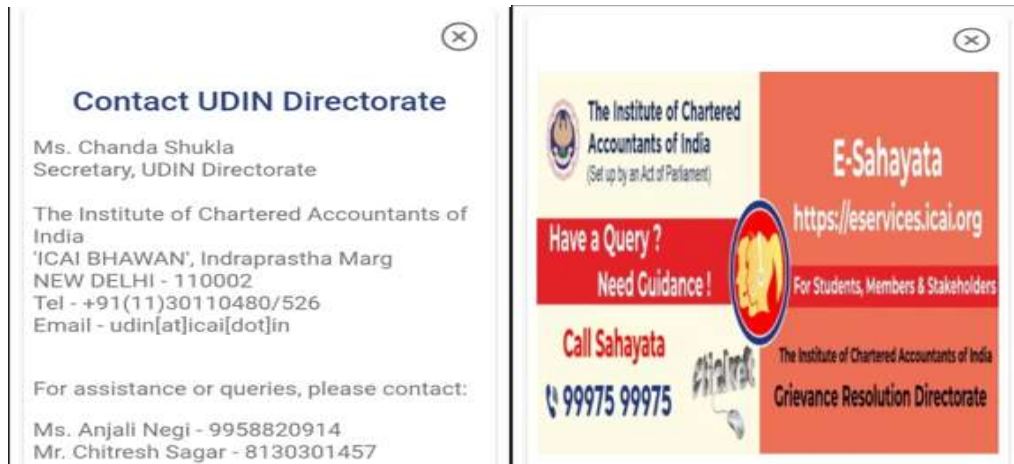 Contact UDIN Directorate
Ms. Chanda Shukla
Secretary, UDIN Directorate
The Institute of Chartered Accountants of
India
'ICAI BHAWAN', Indraprastha Marg
NEW DELHI - 110002
Tel - +91(11)30110480/526
Email - udin[at]icai[dot]in
For assistance or queries, please contact:
Ms. Anjali Negi - 9958820914
Mr. Chitresh Sagar - 8130301457
The Institute of Chartered
Accountants of India
(Set up by an Act of Parliament)
Have a Query ?
Need Guidance !
Call Sahayata
99975 99975
E-Sahayata
https://eservices.icai.org
For Students, Members & Stakeholders
The Institute of Chartered Accountants of India
Grievance Resolution Directorate